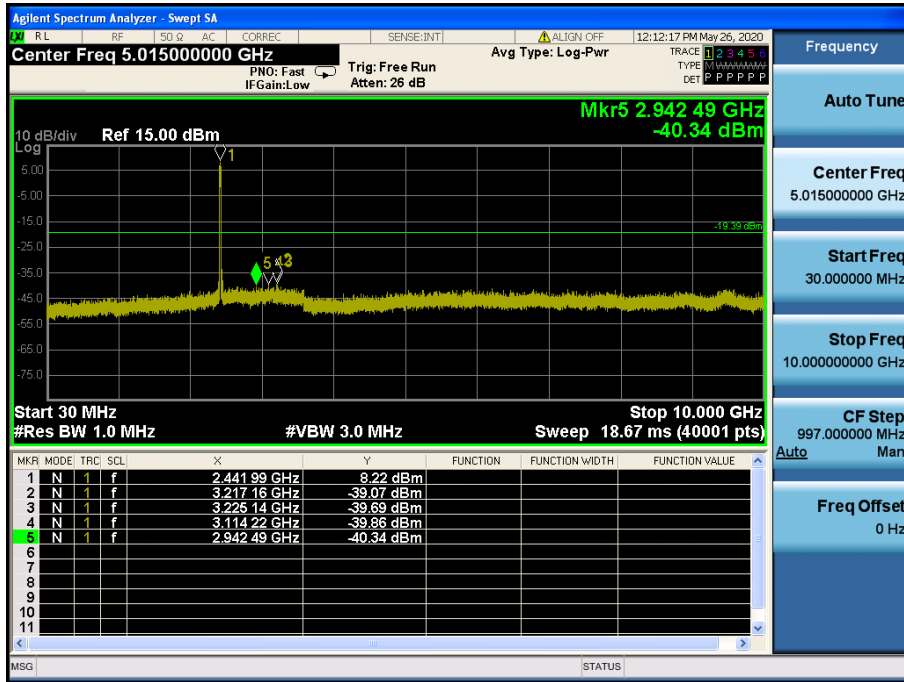 Agilent Spectrum Analyzer - Swept SA
LXI RL RF 50 Ω AC CORREC SENSE:INT ALIGN OFF 12:12:17 PM May 26, 2020
Center Freq 5.015000000 GHz
PNO: Fast
IFGain:Low
Trig: Free Run
Atten: 26 dB
Avg Type: Log-Pwr
TRACE 1 2 3 4 5 6
TYPE M WWWWW
DET P P P P P P
Mkr5 2.942 49 GHz
-40.34 dBm
10 dB/div Ref 15.00 dBm
Log
1
5.00
-5.00
-15.0
-19.39 dBm
-25.0
5 4 3
-35.0
-45.0
-55.0
-65.0
-75.0
Start 30 MHz Stop 10.000 GHz
#Res BW 1.0 MHz #VBW 3.0 MHz Sweep 18.67 ms (40001 pts)
MKR MODE TRC SCL X Y FUNCTION FUNCTION WIDTH FUNCTION VALUE
1 N 1 f 2.441 99 GHz 8.22 dBm
2 N 1 f 3.217 16 GHz -39.07 dBm
3 N 1 f 3.225 14 GHz -39.69 dBm
4 N 1 f 3.114 22 GHz -39.86 dBm
5 N 1 f 2.942 49 GHz -40.34 dBm
6
7
8
9
10
11
MSG STATUS
Frequency
Auto Tune
Center Freq
5.015000000 GHz
Start Freq
30.000000 MHz
Stop Freq
10.000000000 GHz
CF Step
997.000000 MHz
Auto Man
Freq Offset
0 Hz